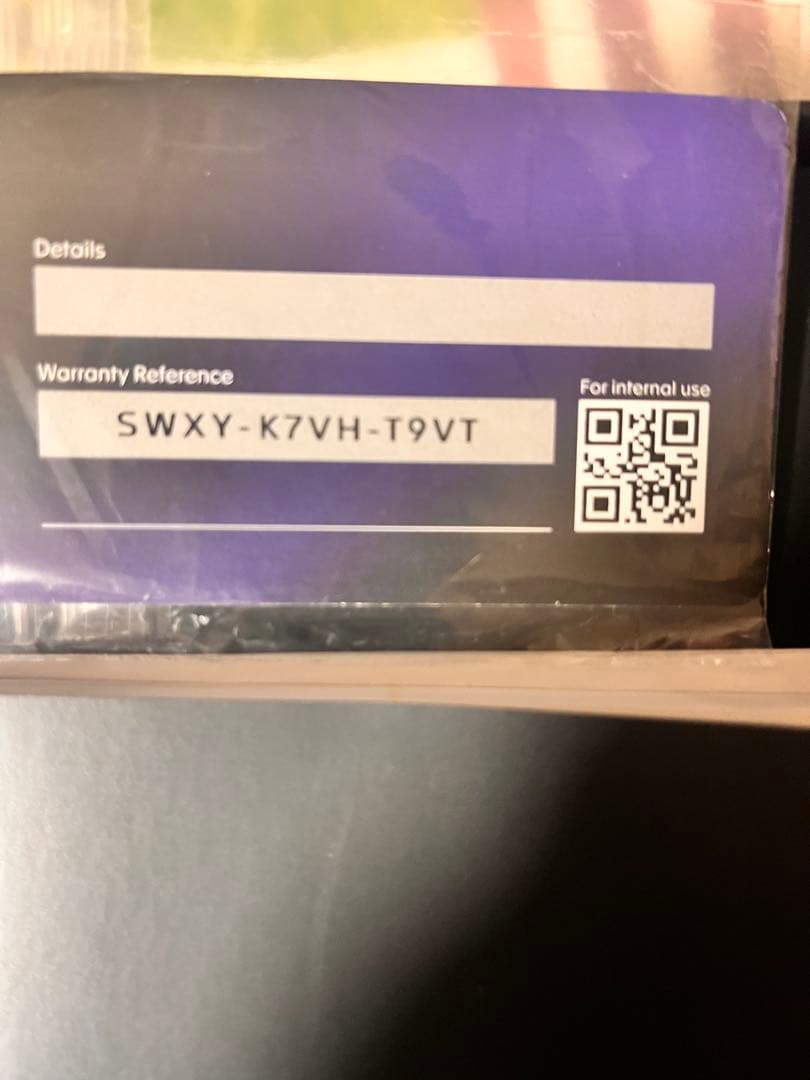 Details
Warranty Reference
For internal use
SWXY-K7VH-T9VT